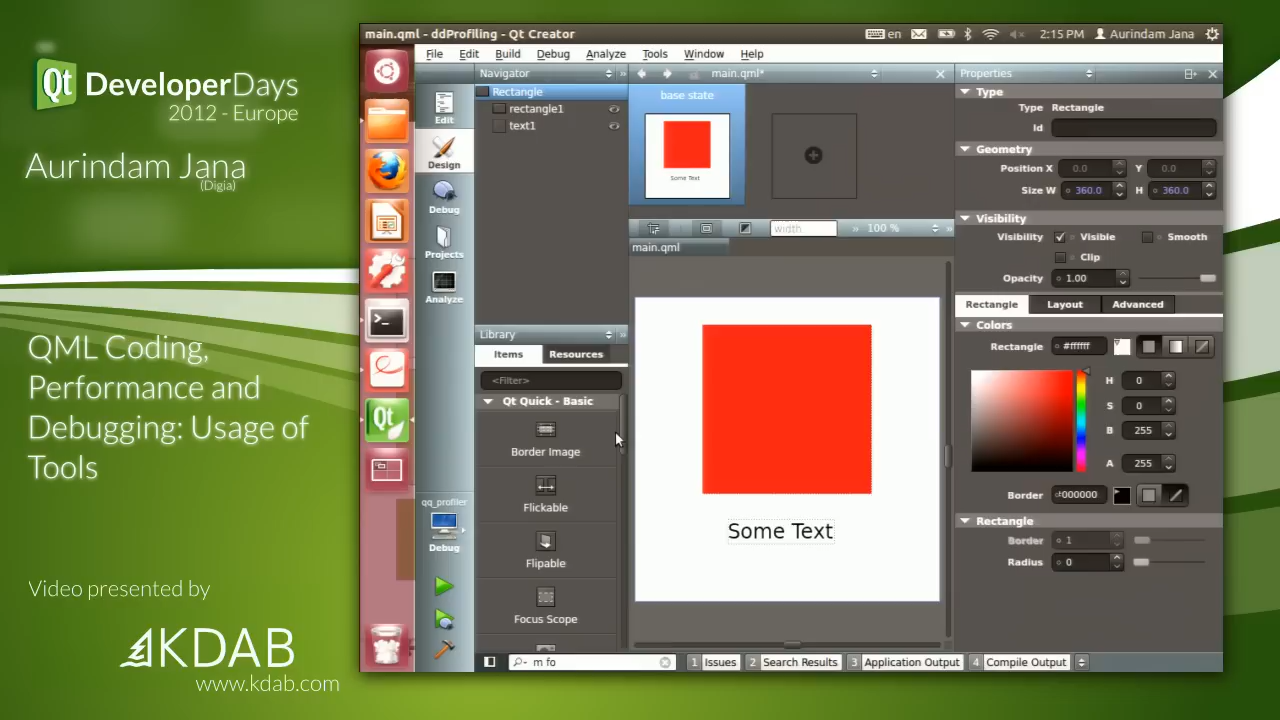 Qt DeveloperDays
2012 - Europe
Aurindam Jana
(Digia)
QML Coding,
Performance and
Debugging: Usage of
Tools
Video presented by
KDAB
www.kdab.com
main.qml - ddProfiling - Qt Creator
en
2:15 PM
Aurindam Jana
File Edit Build Debug Analyze Tools Window Help
Edit
Design
Debug
Projects
Analyze
qq_profiler
Debug
Navigator
Rectangle
rectangle1
text1
Library
Items Resources
<Filter>
Qt Quick - Basic
Border Image
Flickable
Flipable
Focus Scope
main.qml*
base state
Some Text
width
100 %
main.qml
Some Text
Properties
Type
Type Rectangle
Id
Geometry
Position X 0.0 Y 0.0
Size W 360.0 H 360.0
Visibility
Visibility Visible Smooth
Clip
Opacity 1.00
Rectangle Layout Advanced
Colors
Rectangle #ffffff
H 0
S 0
B 255
A 255
Border #000000
Rectangle
Border 1
Radius 0
m fo
1 Issues 2 Search Results 3 Application Output 4 Compile Output